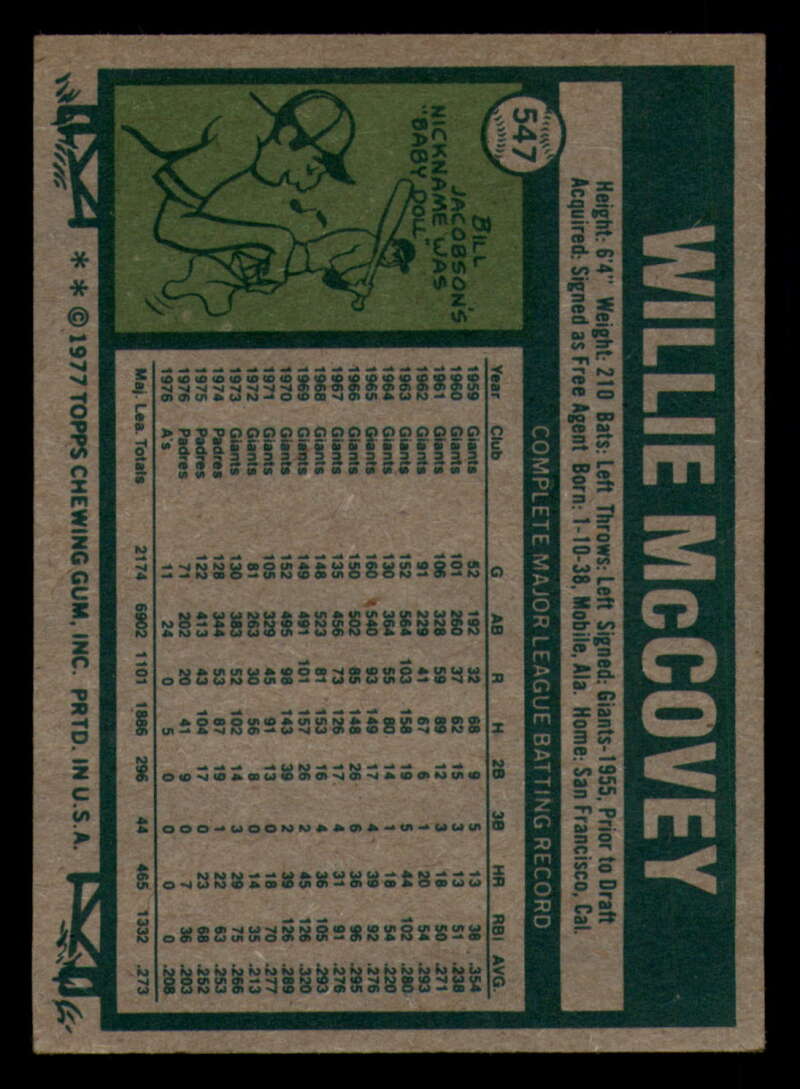 547
WILLIE McCOVEY
Height: 6'4" Weight: 210 Bats: Left Throws: Left Signed: Giants-1955, Prior to Draft
Acquired: Signed as Free Agent Born: 1-10-38, Mobile, Ala. Home: San Francisco, Cal.
BILL
JACOBSON'S
NICKNAME WAS
"BABY DOLL"
COMPLETE MAJOR LEAGUE BATTING RECORD
Year Club G AB R H 2B 3B HR RBI AVG.
1959 Giants 52 192 32 68 9 5 13 38 .354
1960 Giants 101 260 37 62 15 3 13 51 .238
1961 Giants 106 328 59 89 12 3 18 50 .271
1962 Giants 91 229 41 67 6 1 20 54 .293
1963 Giants 152 564 103 158 19 5 44 102 .280
1964 Giants 130 364 55 80 14 1 18 54 .220
1965 Giants 160 540 93 149 17 4 39 92 .276
1966 Giants 150 502 85 148 26 6 36 96 .295
1967 Giants 135 456 73 126 17 4 31 91 .276
1968 Giants 148 523 81 153 16 4 36 105 .293
1969 Giants 149 491 101 157 26 2 45 126 .320
1970 Giants 152 495 98 143 39 2 39 126 .289
1971 Giants 105 329 45 91 13 0 18 70 .277
1972 Giants 81 263 30 56 8 0 14 35 .213
1973 Giants 130 383 52 102 14 3 29 75 .266
1974 Padres 128 344 53 87 19 1 22 63 .253
1975 Padres 122 413 43 104 17 0 23 68 .252
1976 Padres 71 202 20 41 9 0 7 36 .203
1976 A's 11 24 0 5 0 0 0 0 .208
Maj. Lea. Totals 2174 6902 1101 1886 296 44 465 1332 .273
* * © 1977 TOPPS CHEWING GUM, INC. PRTD. IN U.S.A.